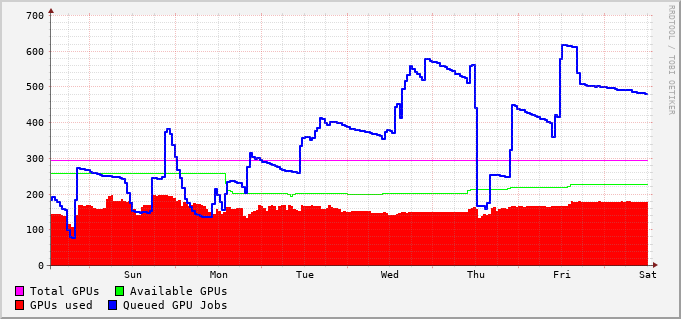 700
600
500
400
300
200
100
0
Sun Mon Tue Wed Thu Fri Sat
Total GPUs Available GPUs
GPUs used Queued GPU Jobs
RRDTOOL / TOBI OETIKER